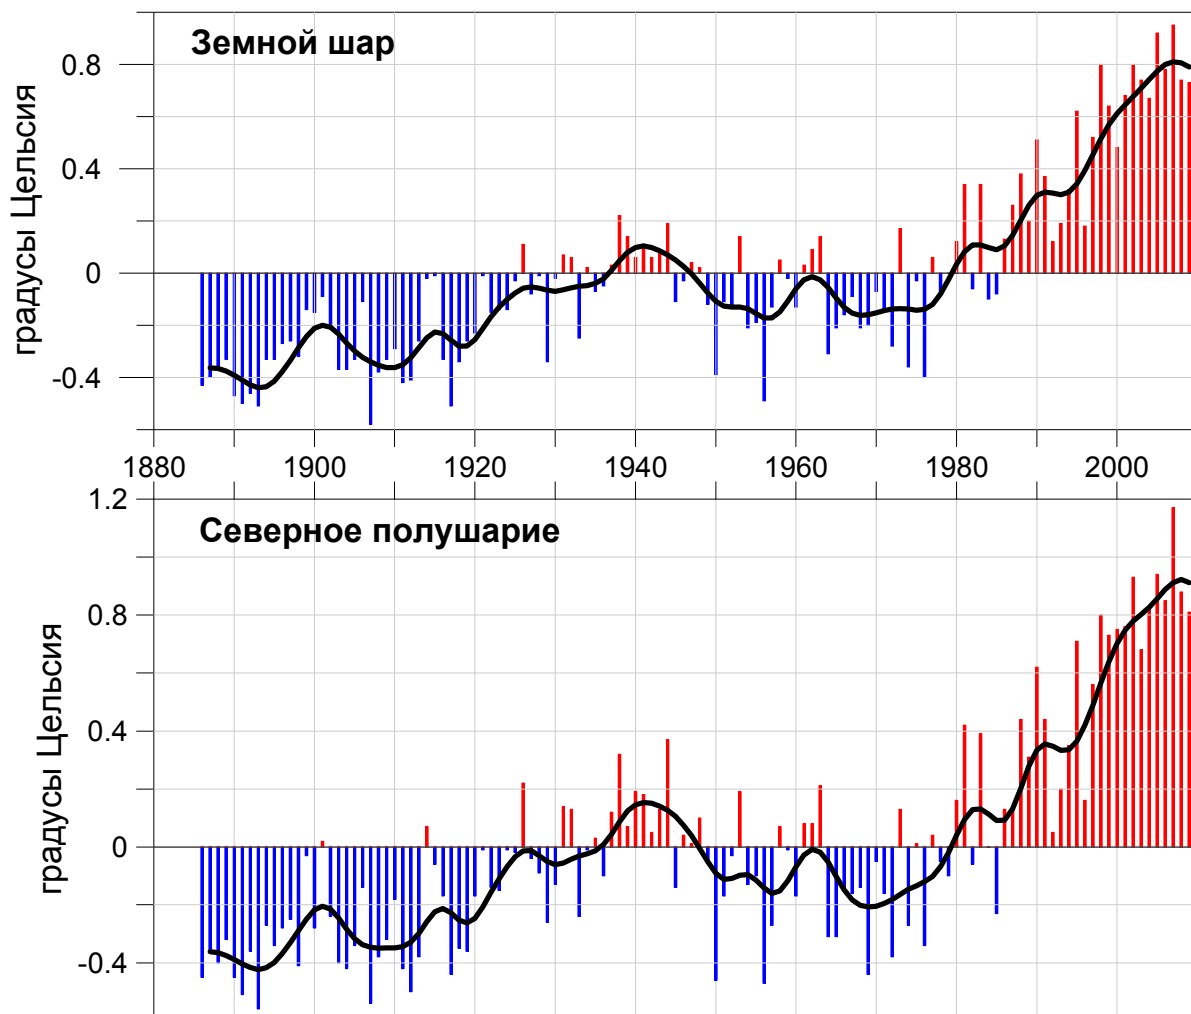 Земной шар
градусы Цельсия
0.8
0.4
0
-0.4
1880 1900 1920 1940 1960 1980 2000
Северное полушарие
градусы Цельсия
1.2
0.8
0.4
0
-0.4